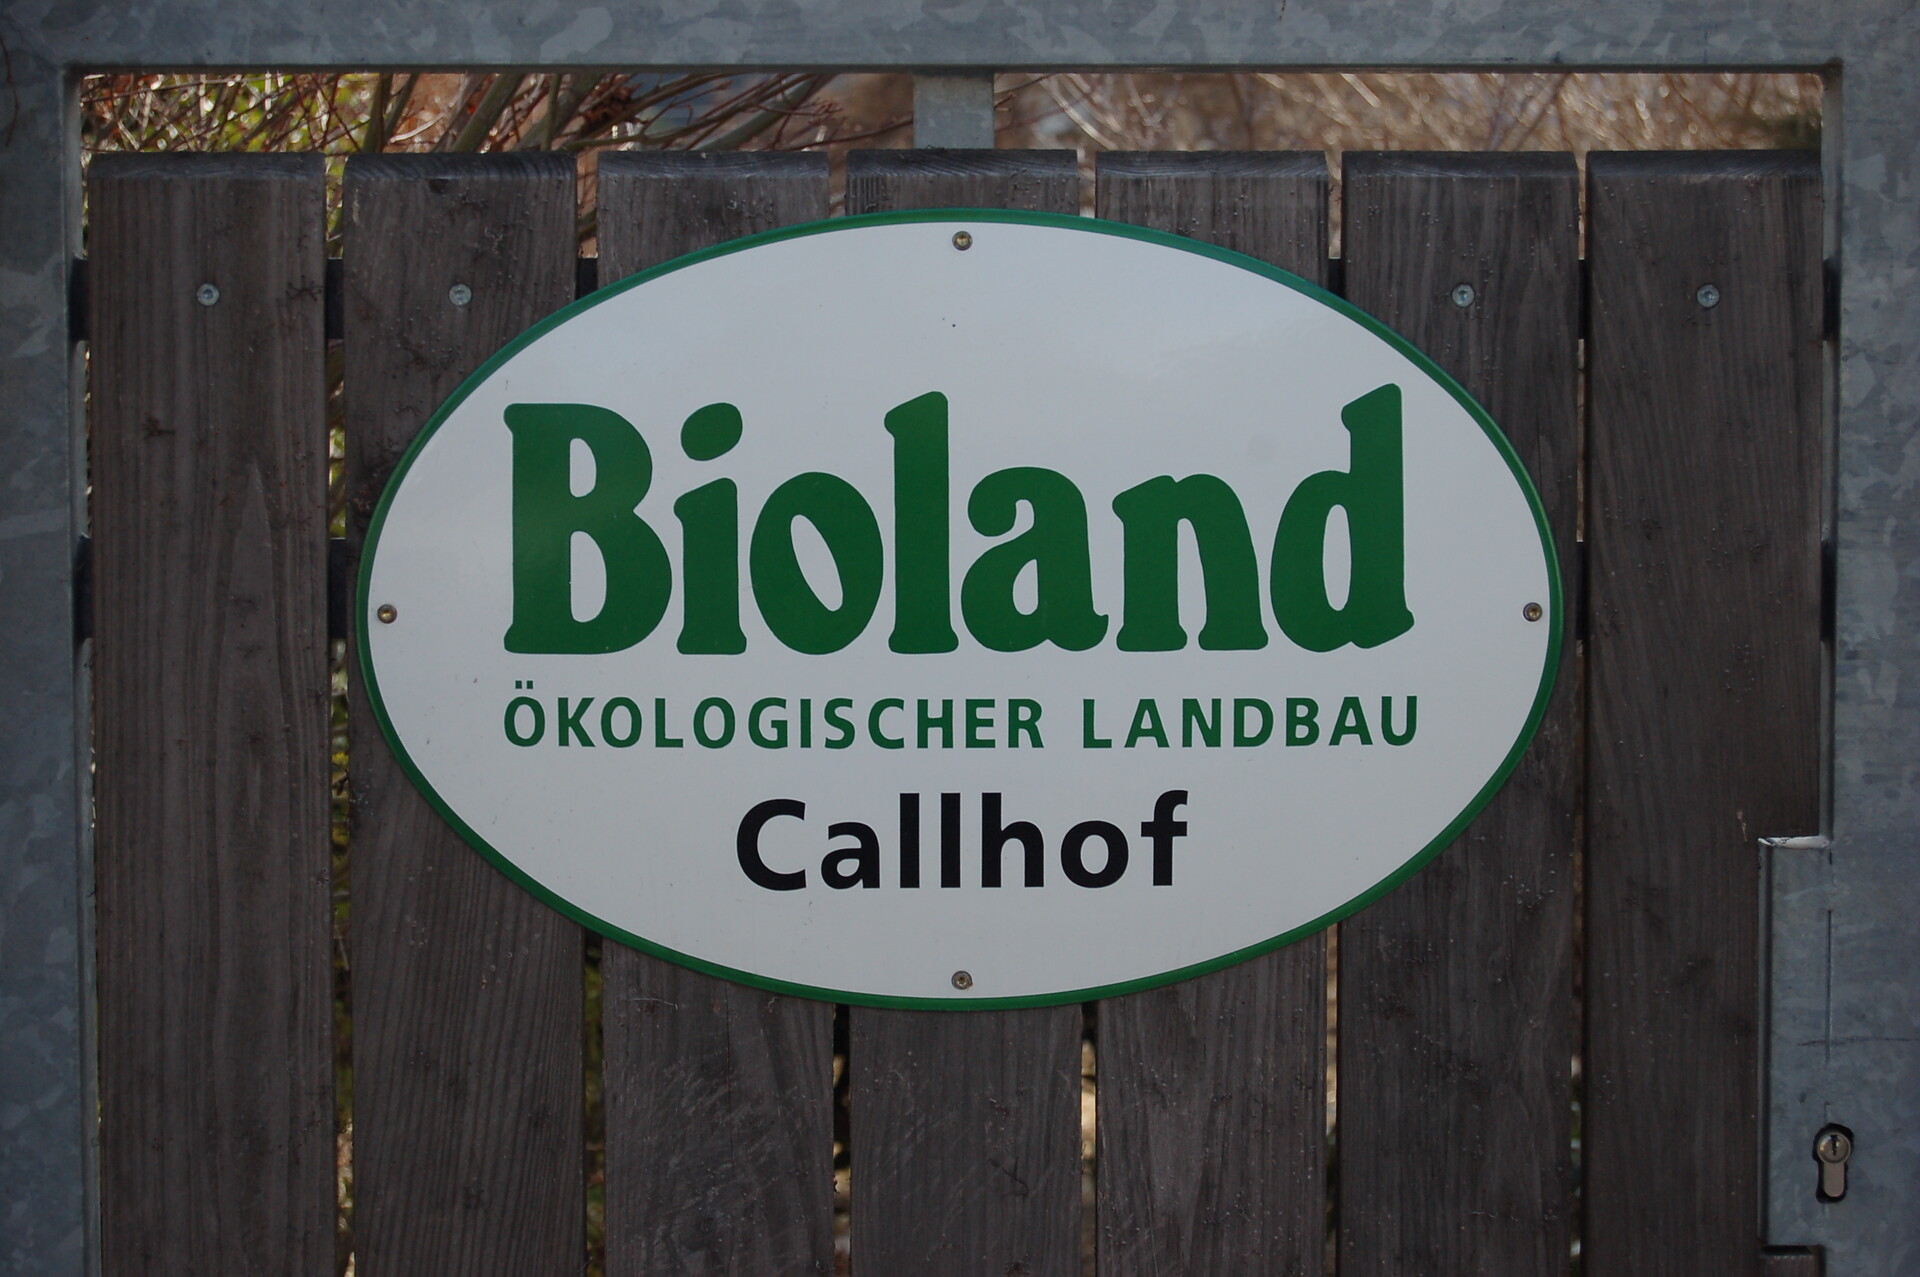 Bioland
ÖKOLOGISCHER LANDBAU
Callhof